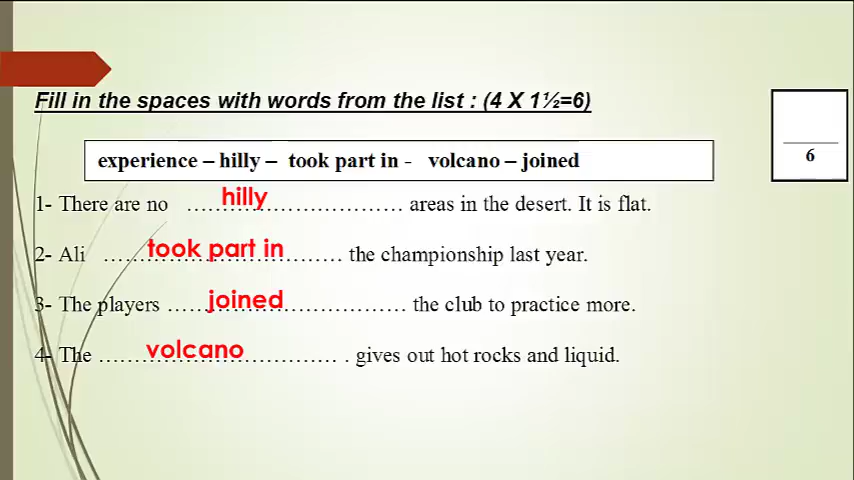 Fill in the spaces with words from the list : (4 X 1½=6)
experience – hilly – took part in - volcano – joined
6
1- There are no ……hilly………………………… areas in the desert. It is flat.
2- Ali ……took part in……………… the championship last year.
3- The players ……joined………………………… the club to practice more.
4- The ………volcano………………………… . gives out hot rocks and liquid.